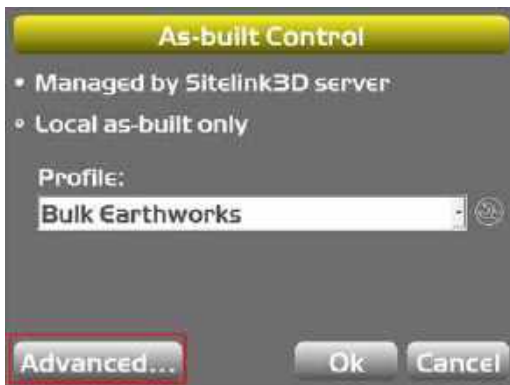 As-built Control
Managed by Sitelink3D server
Local as-built only
Profile:
Bulk Earthworks
Advanced...
Ok
Cancel